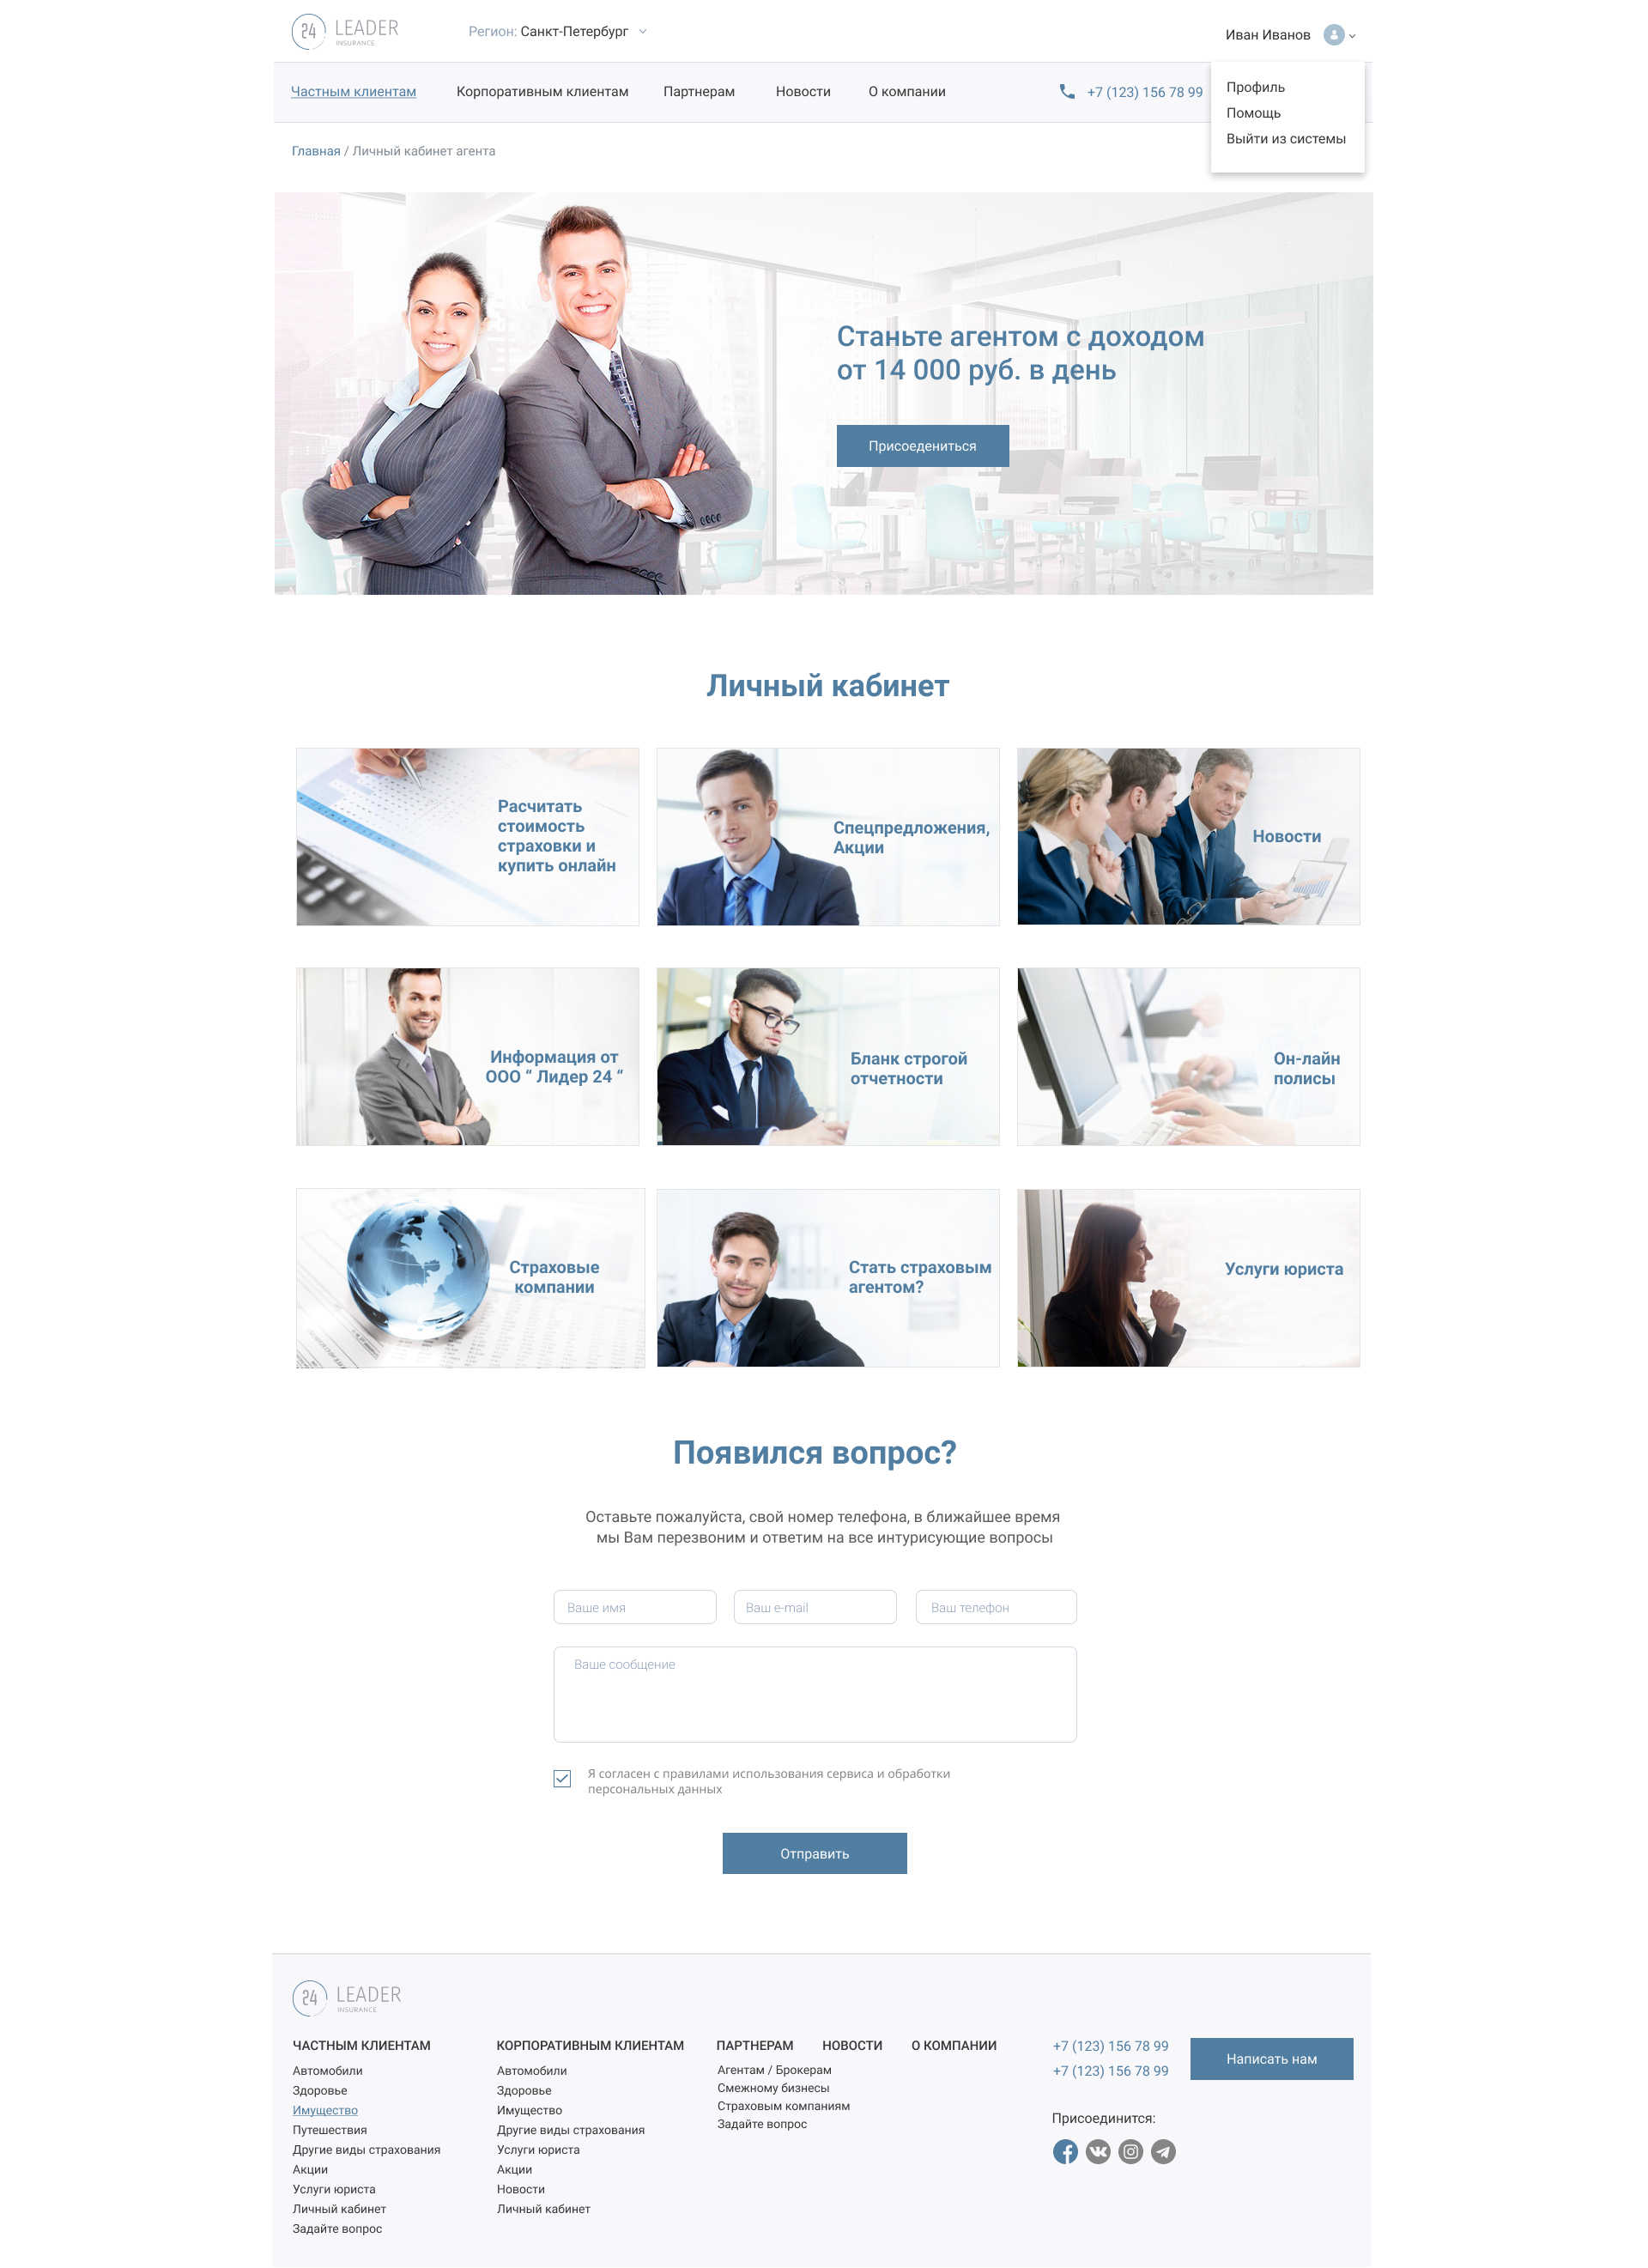 24 LEADER
INSURANCE
Регион: Санкт-Петербург
Иван Иванов
Частным клиентам
Корпоративным клиентам
Партнерам
Новости
О компании
+7 (123) 156 78 99
Профиль
Помощь
Выйти из системы
Главная / Личный кабинет агента
Станьте агентом с доходом
от 14 000 руб. в день
Присоедениться
Личный кабинет
Расчитать
стоимость
страховки и
купить онлайн
Спецпредложения,
Акции
Новости
Информация от
ООО “ Лидер 24 “
Бланк строгой
отчетности
Он-лайн
полисы
Страховые
компании
Стать страховым
агентом?
Услуги юриста
Появился вопрос?
Оставьте пожалуйста, свой номер телефона, в ближайшее время
мы Вам перезвоним и ответим на все интурисующие вопросы
Ваше имя
Ваш e-mail
Ваш телефон
Ваше сообщение
Я согласен с правилами использования сервиса и обработки
персональных данных
Отправить
24 LEADER
INSURANCE
ЧАСТНЫМ КЛИЕНТАМ
Автомобили
Здоровье
Имущество
Путешествия
Другие виды страхования
Акции
Услуги юриста
Личный кабинет
Задайте вопрос
КОРПОРАТИВНЫМ КЛИЕНТАМ
Автомобили
Здоровье
Имущество
Другие виды страхования
Услуги юриста
Акции
Новости
Личный кабинет
ПАРТНЕРАМ
Агентам / Брокерам
Смежному бизнесы
Страховым компаниям
Задайте вопрос
НОВОСТИ
О КОМПАНИИ
+7 (123) 156 78 99
+7 (123) 156 78 99
Написать нам
Присоединится: